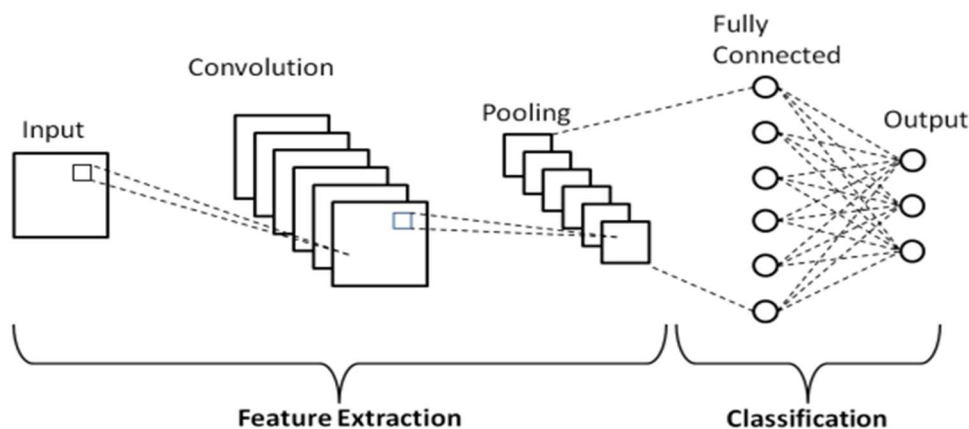 Input
Convolution
Pooling
Fully
Connected
Output
Feature Extraction
Classification